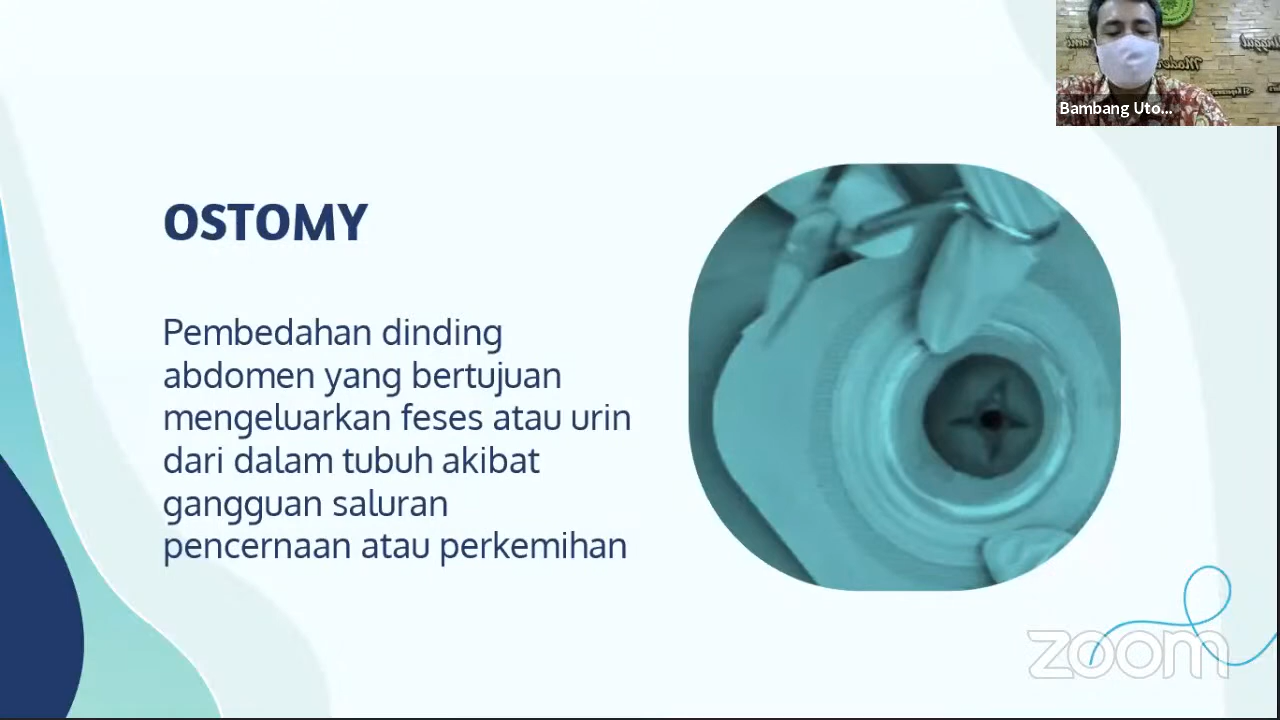 Bambang Uto...
OSTOMY
Pembedahan dinding
abdomen yang bertujuan
mengeluarkan feses atau urin
dari dalam tubuh akibat
gangguan saluran
pencernaan atau perkemihan
zoom